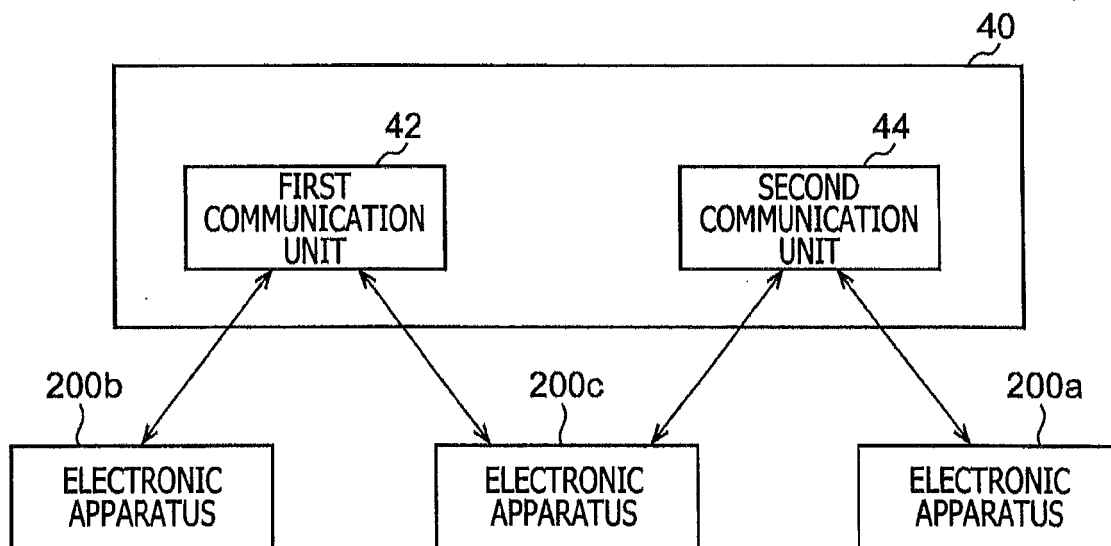 40
42
44
FIRST
COMMUNICATION
UNIT
SECOND
COMMUNICATION
UNIT
200b
200c
200a
ELECTRONIC
APPARATUS
ELECTRONIC
APPARATUS
ELECTRONIC
APPARATUS